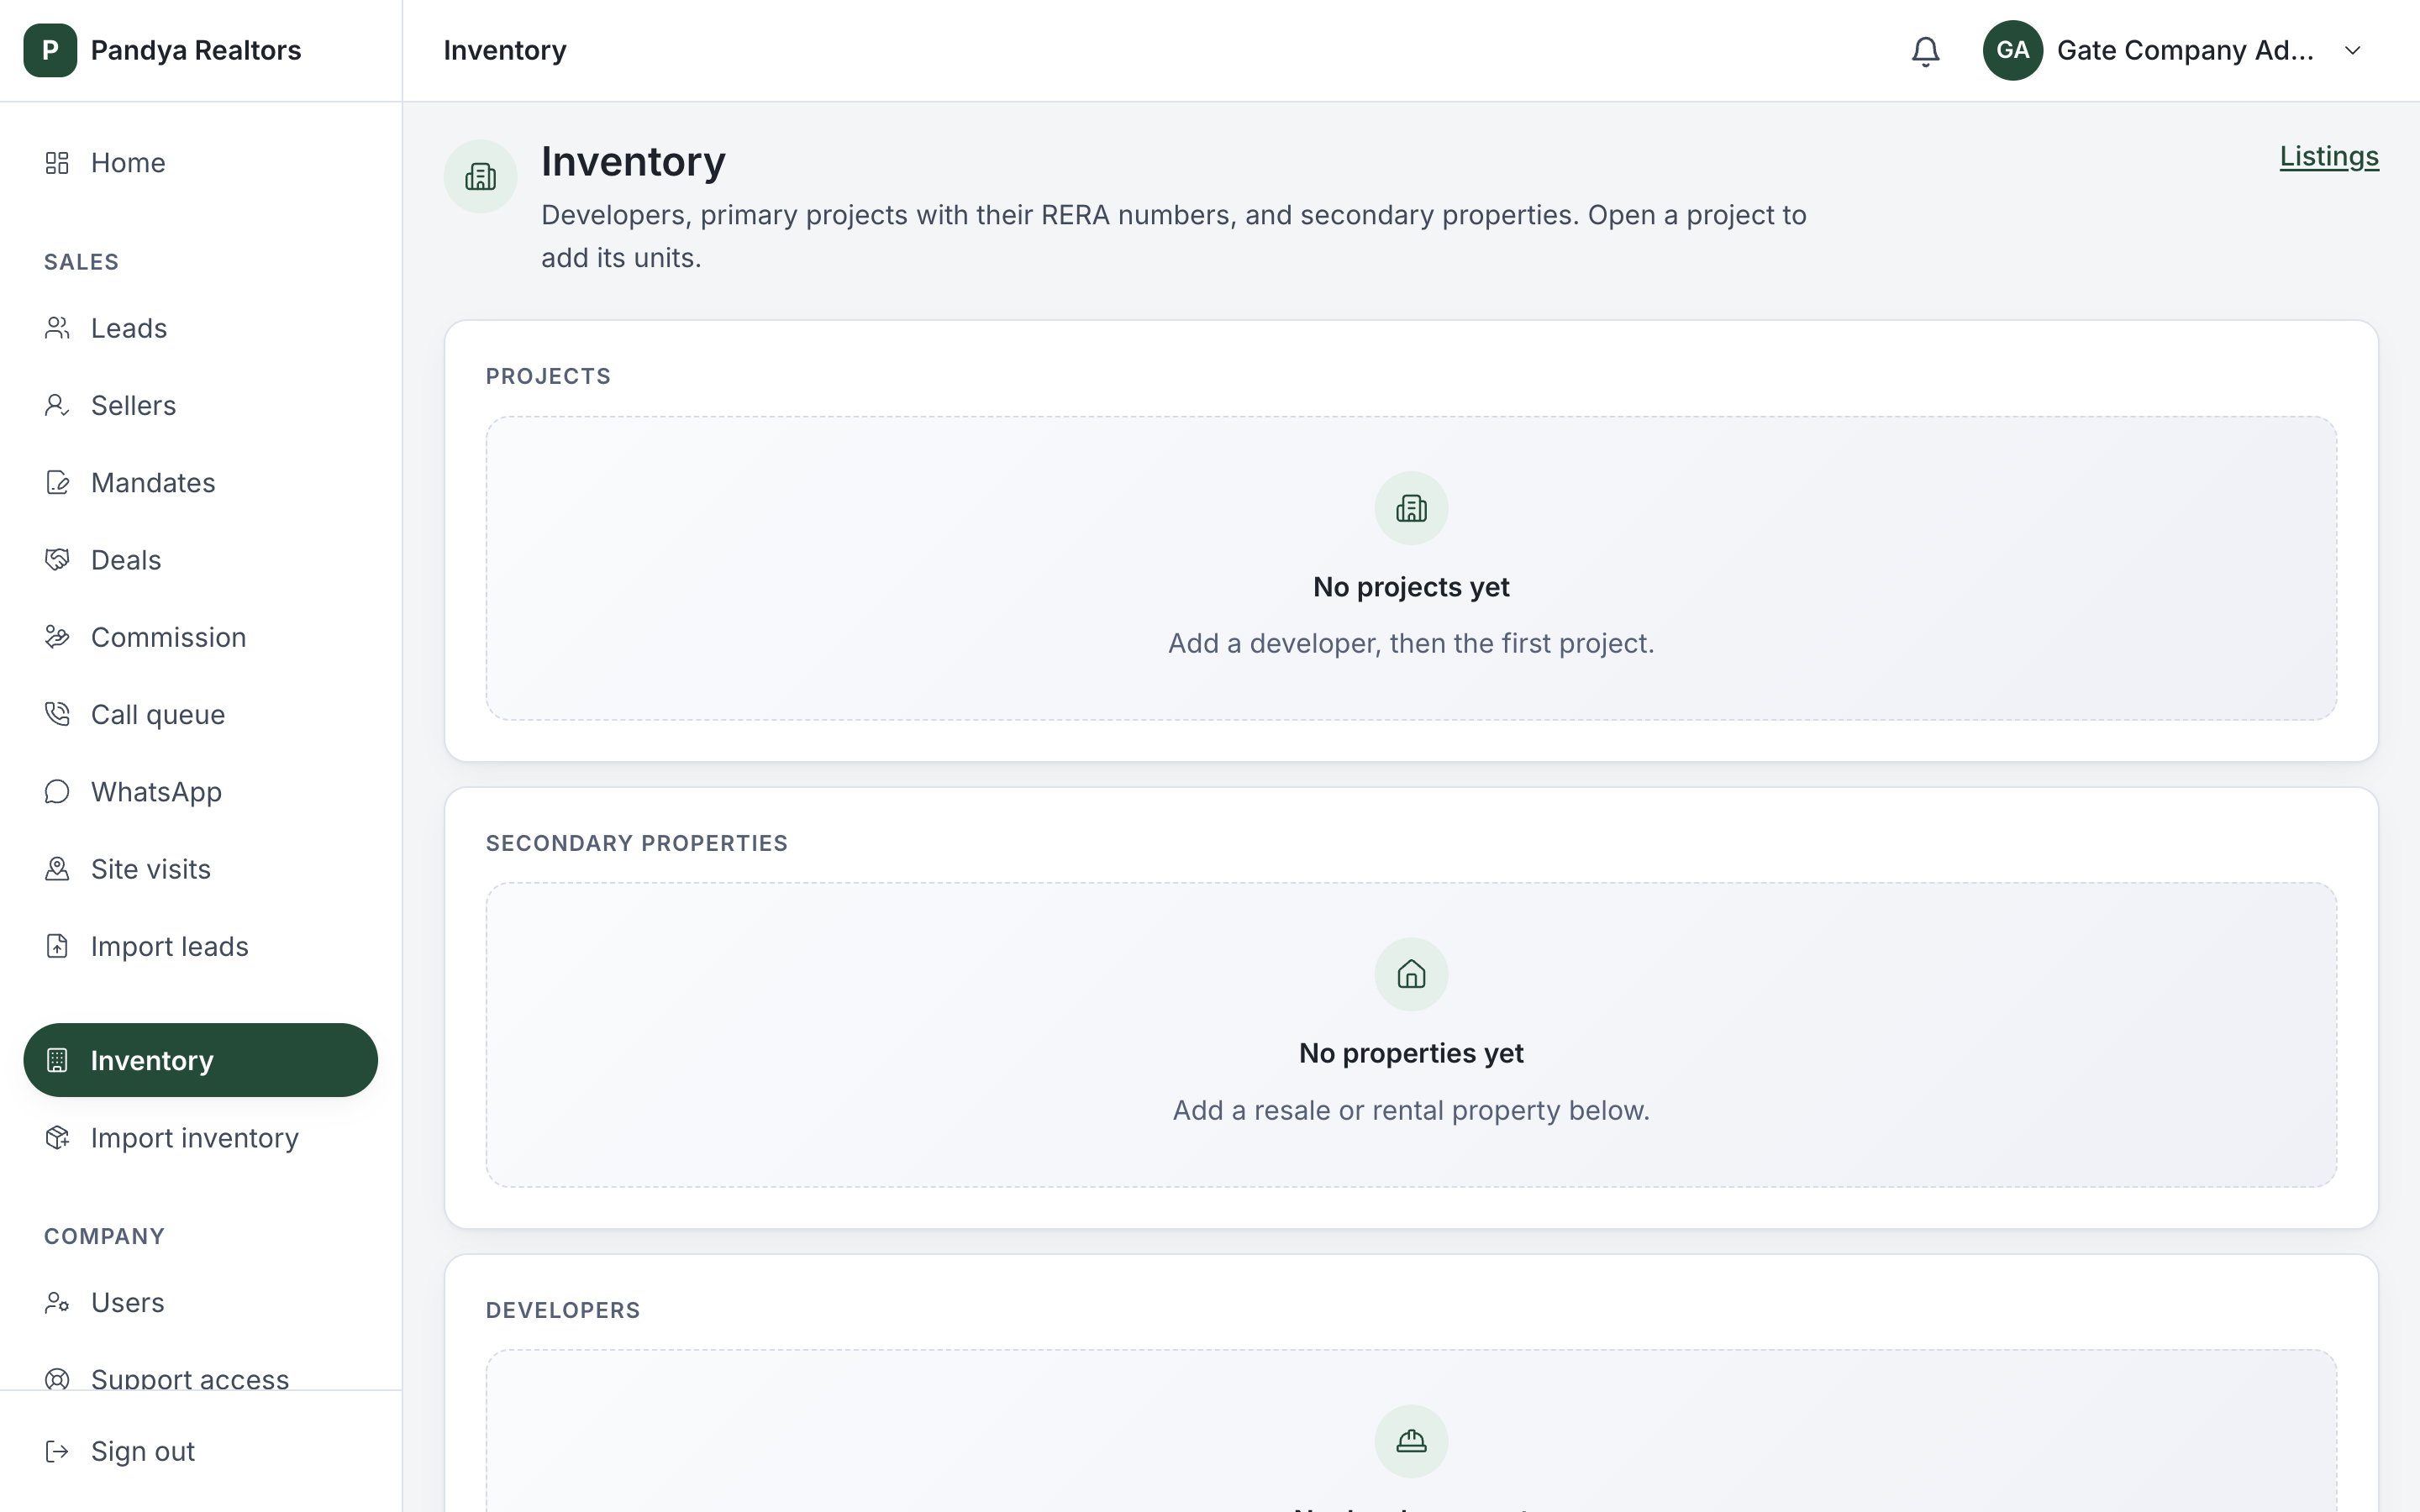 P Pandya Realtors
Inventory
GA Gate Company Ad...
Home
SALES
Leads
Sellers
Mandates
Deals
Commission
Call queue
WhatsApp
Site visits
Import leads
Inventory
Import inventory
COMPANY
Users
Support access
Sign out
Inventory
Listings
Developers, primary projects with their RERA numbers, and secondary properties. Open a project to
add its units.
PROJECTS
No projects yet
Add a developer, then the first project.
SECONDARY PROPERTIES
No properties yet
Add a resale or rental property below.
DEVELOPERS